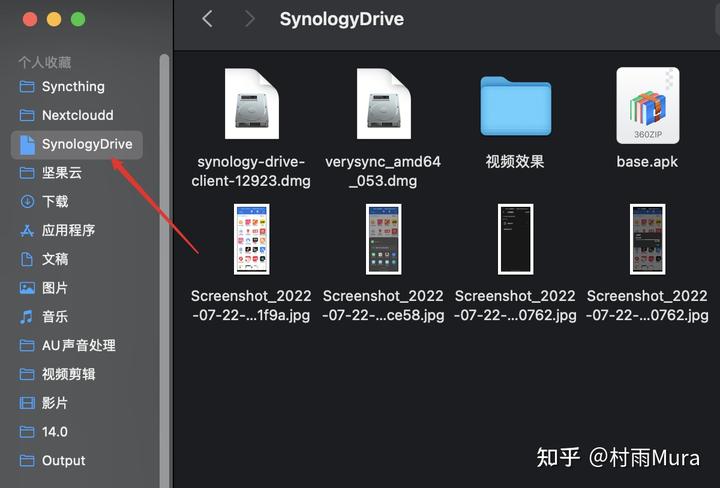 SynologyDrive
个人收藏
Syncthing
Nextcloudd
SynologyDrive
坚果云
下载
应用程序
文稿
图片
音乐
AU声音处理
视频剪辑
影片
14.0
Output
synology-drive-
client-12923.dmg
verysync_amd64
_053.dmg
视频效果
360ZIP
base.apk
Screenshot_2022
-07-22-...1f9a.jpg
Screenshot_2022
-07-22-...ce58.jpg
Screenshot_2022
-07-22-...0762.jpg
Screenshot_2022
-07-22-...0762.jpg
知乎 @村雨Mura